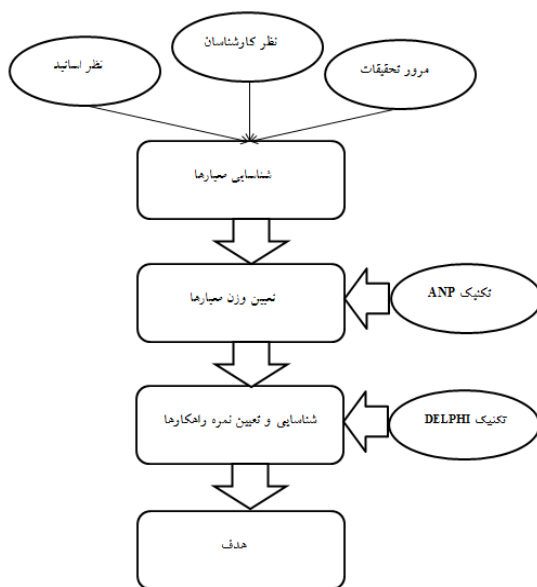 نظر کارشناسان
نظر اساتید
مرور تحقیقات
شناسایی معیارها
تعیین وزن معیارها
تکنیک ANP
شناسایی و تعیین نمره راهکارها
تکنیک DELPHI
هدف